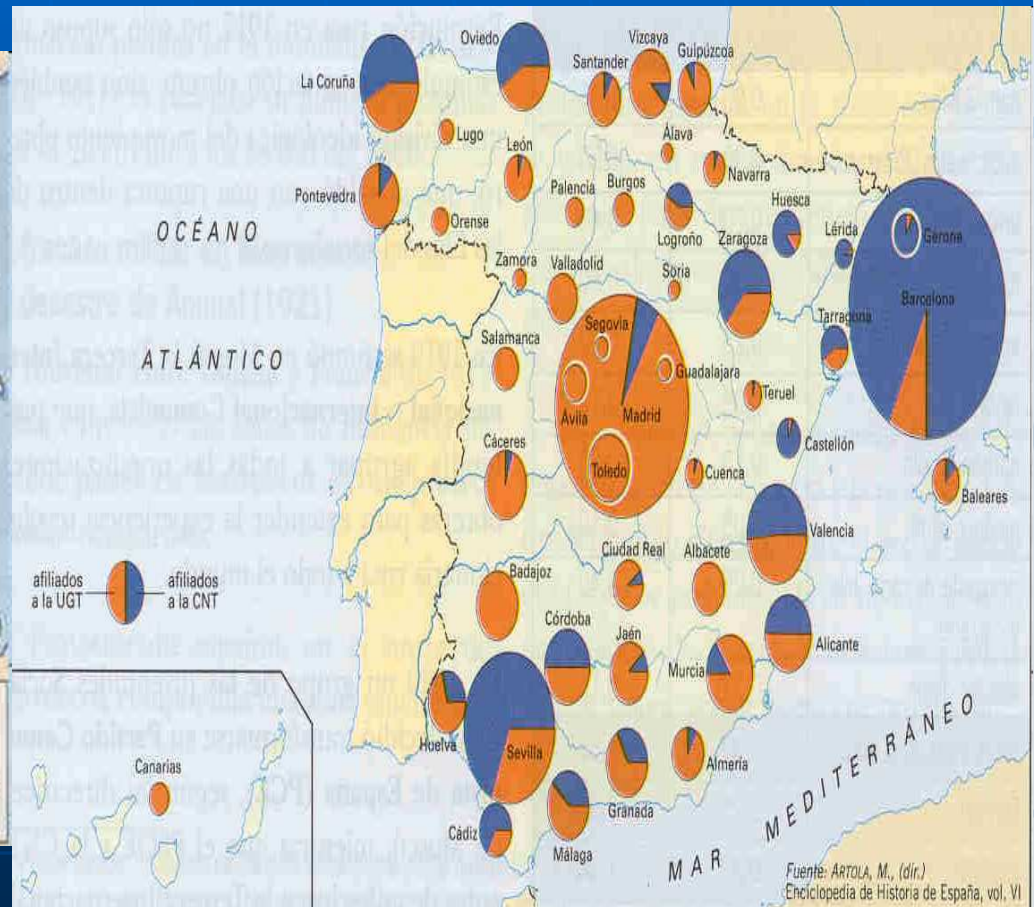 Oviedo
Vizcaya
Guipúzcoa
Santander
La Coruña
Lugo
Álava
León
Navarra
Pontevedra
Palencia
Burgos
Huesca
Orense
Logroño
Zaragoza
Lérida
Gerona
OCÉANO
Zamora
Valladolid
Soria
Barcelona
Tarragona
Segovia
Salamanca
ATLÁNTICO
Guadalajara
Teruel
Ávila
Madrid
Cáceres
Castellón
Toledo
Cuenca
Baleares
Valencia
Ciudad Real
Albacete
Badajoz
afiliados
a la UGT
afiliados
a la CNT
Córdoba
Jaén
Alicante
Murcia
Huelva
Sevilla
Canarias
Almería
Granada
Cádiz
Málaga
MAR MEDITERRÁNEO
Fuente: ARTOLA, M., (dir.)
Enciclopedia de Historia de España, vol. VI